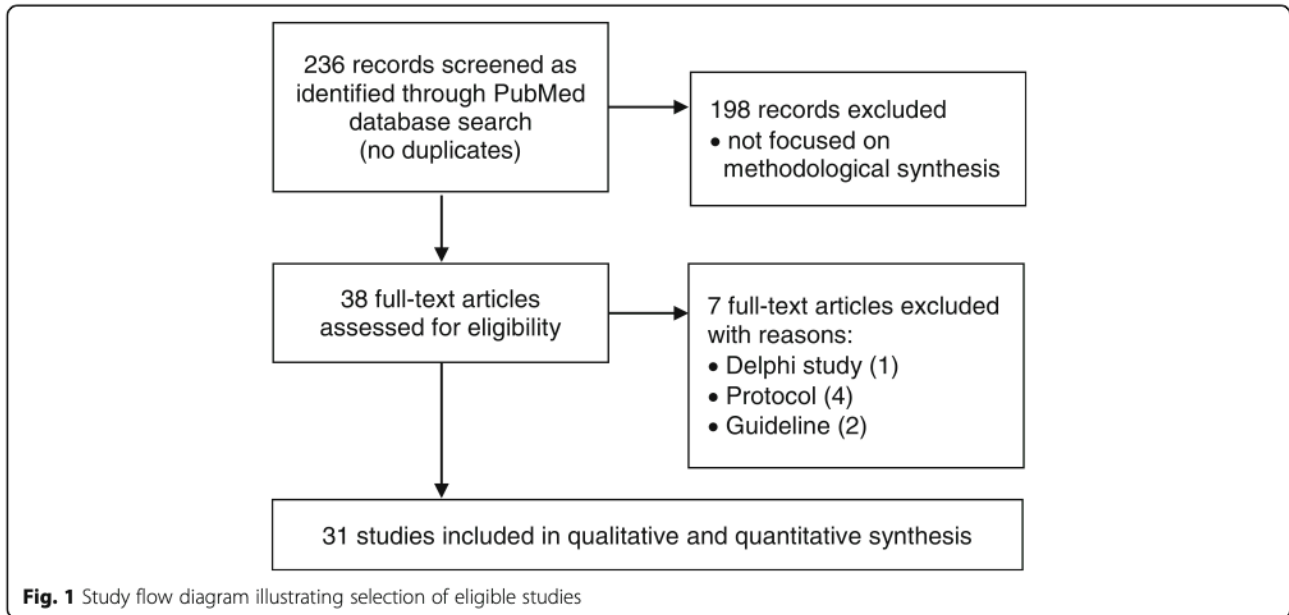 236 records screened as
identified through PubMed
database search
(no duplicates)
198 records excluded
• not focused on
methodological synthesis
38 full-text articles
assessed for eligibility
7 full-text articles excluded
with reasons:
• Delphi study (1)
• Protocol (4)
• Guideline (2)
31 studies included in qualitative and quantitative synthesis
Fig. 1 Study flow diagram illustrating selection of eligible studies